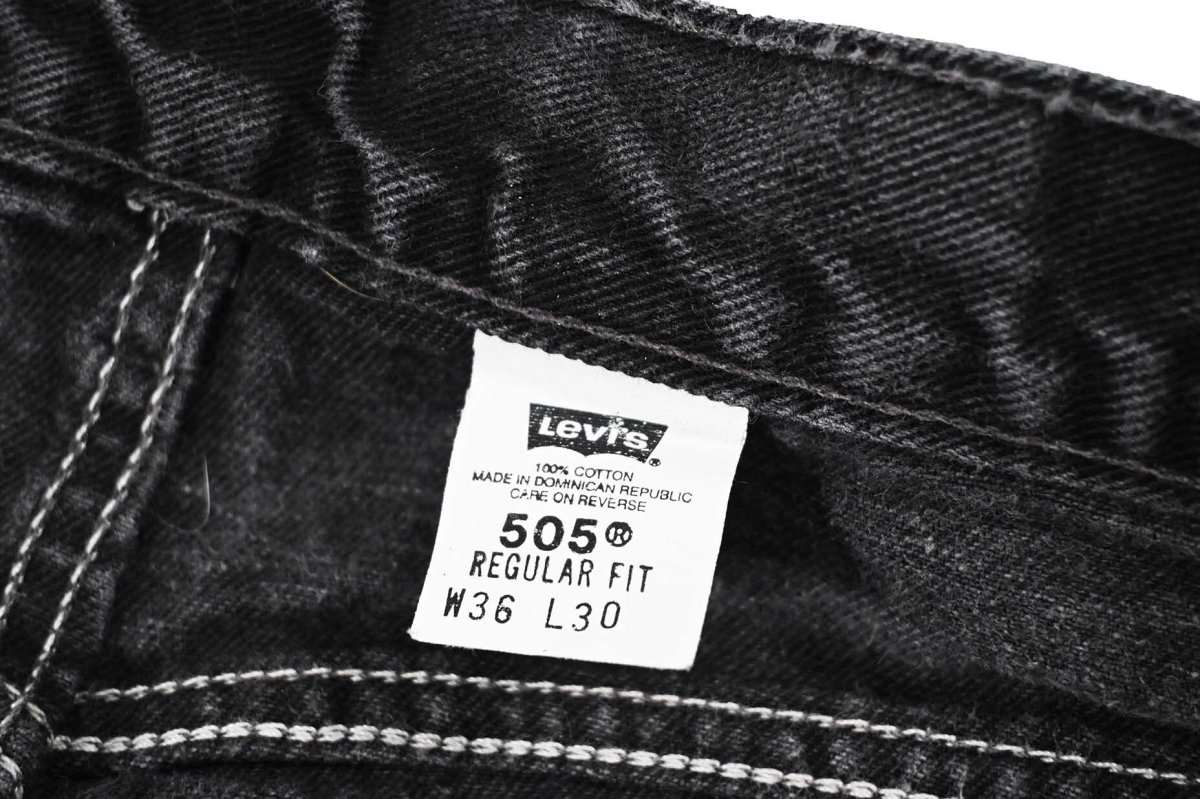 Levi's®
100% COTTON
MADE IN DOMINICAN REPUBLIC
CARE ON REVERSE
505®
REGULAR FIT
W36 L30